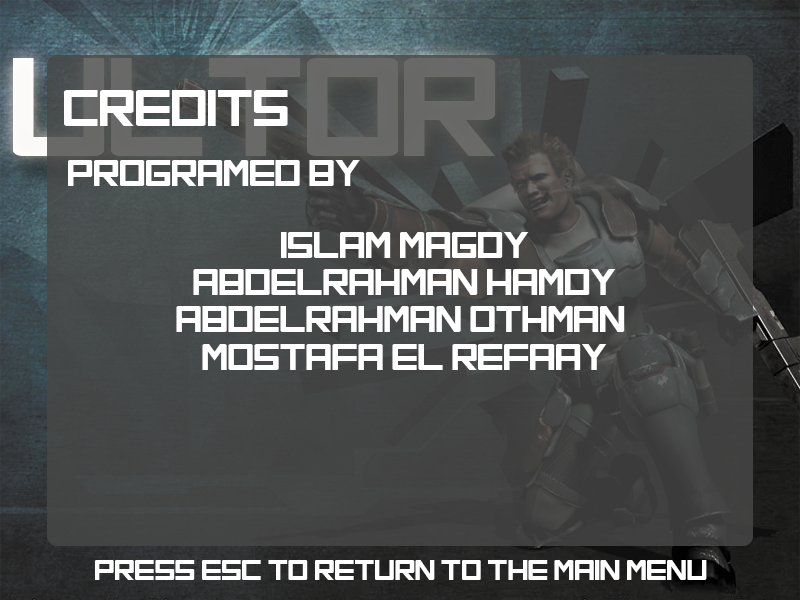 ULTOR
CREDITS
PROGRAMED BY
ISLAM MAGDY
ABDELRAHMAN HAMDY
ABDELRAHMAN OTHMAN
MOSTAFA EL REFAAY
PRESS ESC TO RETURN TO THE MAIN MENU